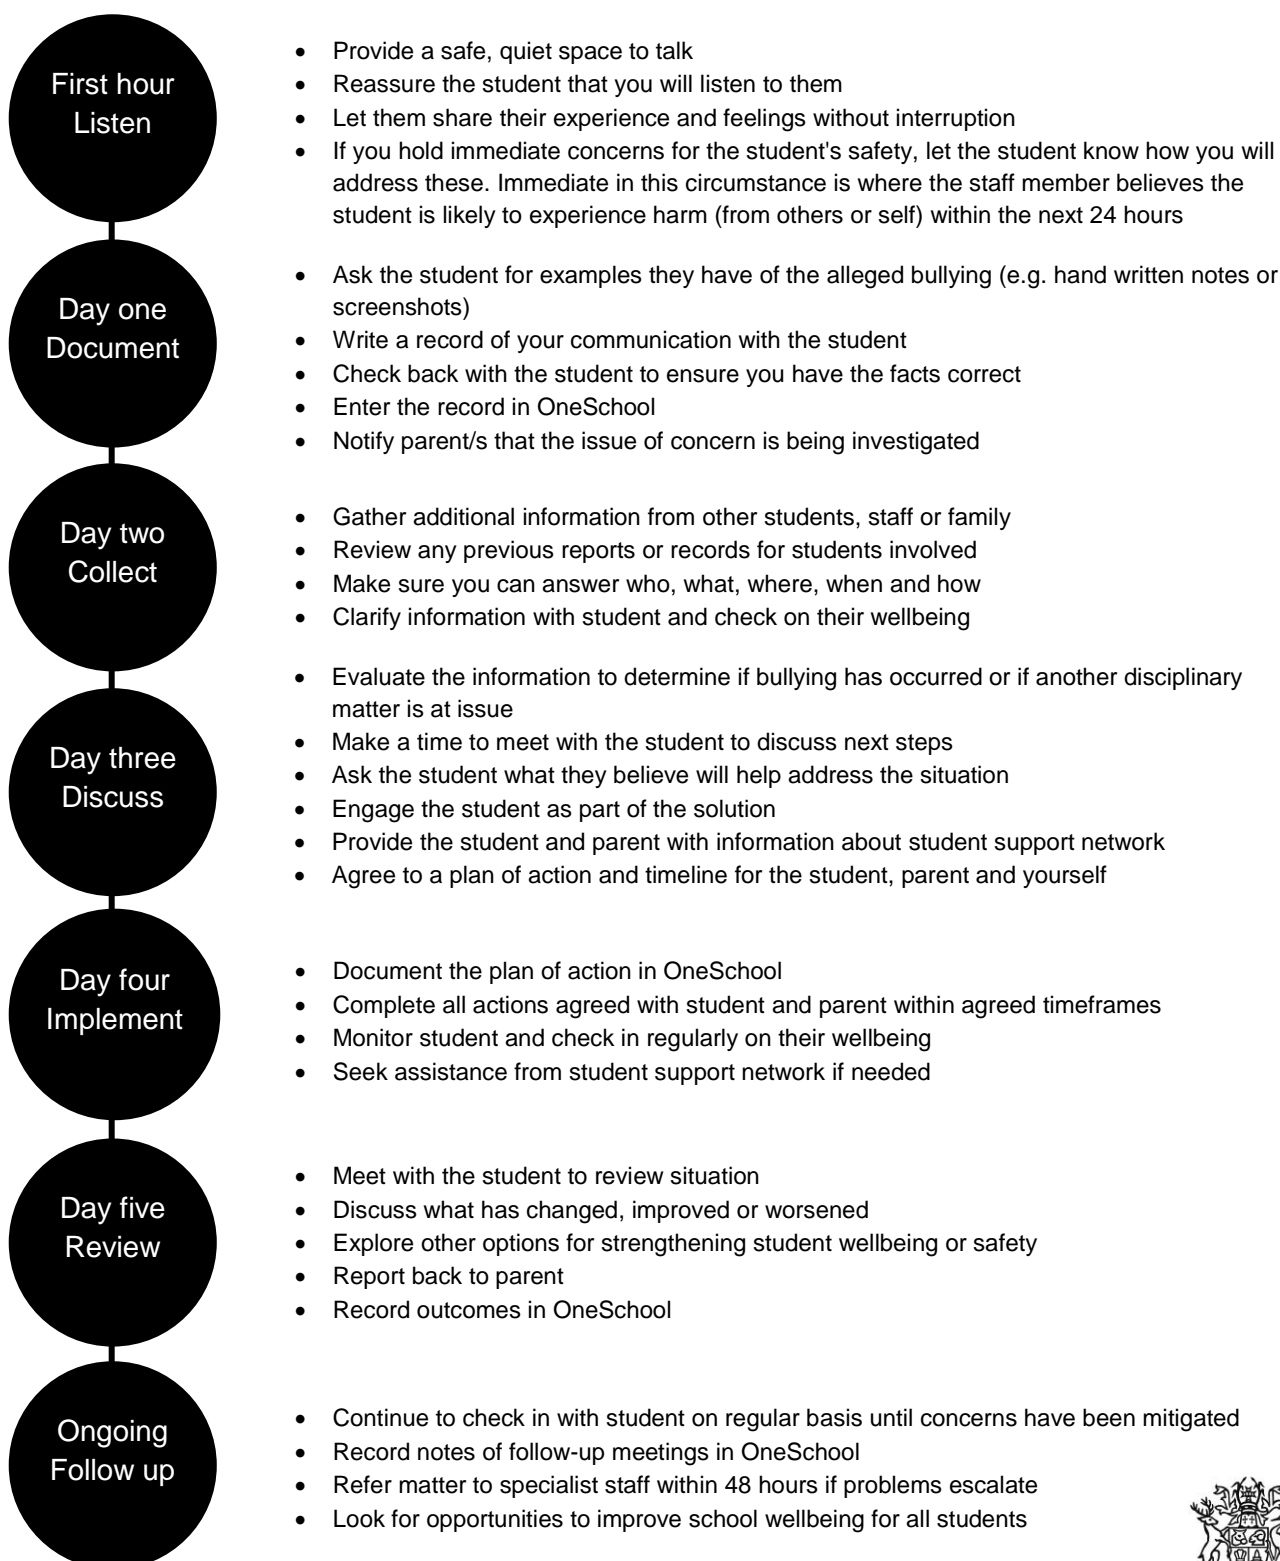 First hour
Listen
• Provide a safe, quiet space to talk
• Reassure the student that you will listen to them
• Let them share their experience and feelings without interruption
• If you hold immediate concerns for the student's safety, let the student know how you will
address these. Immediate in this circumstance is where the staff member believes the
student is likely to experience harm (from others or self) within the next 24 hours
Day one
Document
• Ask the student for examples they have of the alleged bullying (e.g. hand written notes or
screenshots)
• Write a record of your communication with the student
• Check back with the student to ensure you have the facts correct
• Enter the record in OneSchool
• Notify parent/s that the issue of concern is being investigated
Day two
Collect
• Gather additional information from other students, staff or family
• Review any previous reports or records for students involved
• Make sure you can answer who, what, where, when and how
• Clarify information with student and check on their wellbeing
Day three
Discuss
• Evaluate the information to determine if bullying has occurred or if another disciplinary
matter is at issue
• Make a time to meet with the student to discuss next steps
• Ask the student what they believe will help address the situation
• Engage the student as part of the solution
• Provide the student and parent with information about student support network
• Agree to a plan of action and timeline for the student, parent and yourself
Day four
Implement
• Document the plan of action in OneSchool
• Complete all actions agreed with student and parent within agreed timeframes
• Monitor student and check in regularly on their wellbeing
• Seek assistance from student support network if needed
Day five
Review
• Meet with the student to review situation
• Discuss what has changed, improved or worsened
• Explore other options for strengthening student wellbeing or safety
• Report back to parent
• Record outcomes in OneSchool
Ongoing
Follow up
• Continue to check in with student on regular basis until concerns have been mitigated
• Record notes of follow-up meetings in OneSchool
• Refer matter to specialist staff within 48 hours if problems escalate
• Look for opportunities to improve school wellbeing for all students